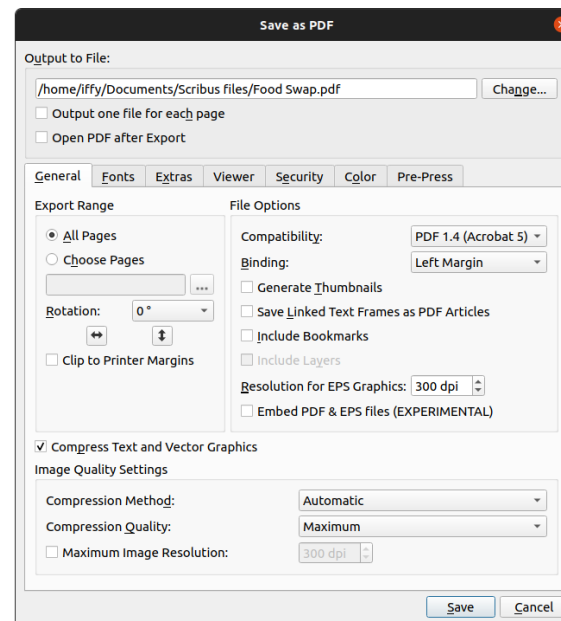 Save as PDF
Output to File:
/home/iffy/Documents/Scribus files/Food Swap.pdf
Change...
Output one file for each page
Open PDF after Export
General Fonts Extras Viewer Security Color Pre-Press
Export Range
All Pages
Choose Pages
...
Rotation: 0°
Clip to Printer Margins
File Options
Compatibility: PDF 1.4 (Acrobat 5)
Binding: Left Margin
Generate Thumbnails
Save Linked Text Frames as PDF Articles
Include Bookmarks
Include Layers
Resolution for EPS Graphics: 300 dpi
Embed PDF & EPS files (EXPERIMENTAL)
Compress Text and Vector Graphics
Image Quality Settings
Compression Method: Automatic
Compression Quality: Maximum
Maximum Image Resolution: 300 dpi
Save Cancel